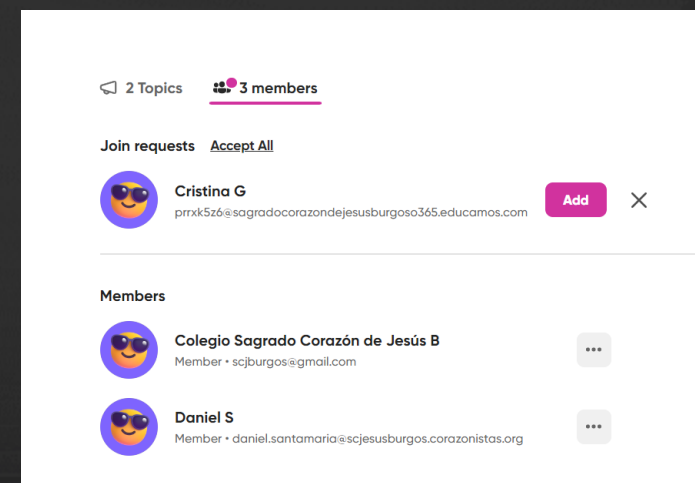 2 Topics
3 members
Join requests Accept All
Cristina G
prrxk5z6@sagradocorazondejesusburgoso365.educamos.com
Add
Members
Colegio Sagrado Corazón de Jesús B
Member • scjburgos@gmail.com
Daniel S
Member • daniel.santamaria@scjesusburgos.corazonistas.org